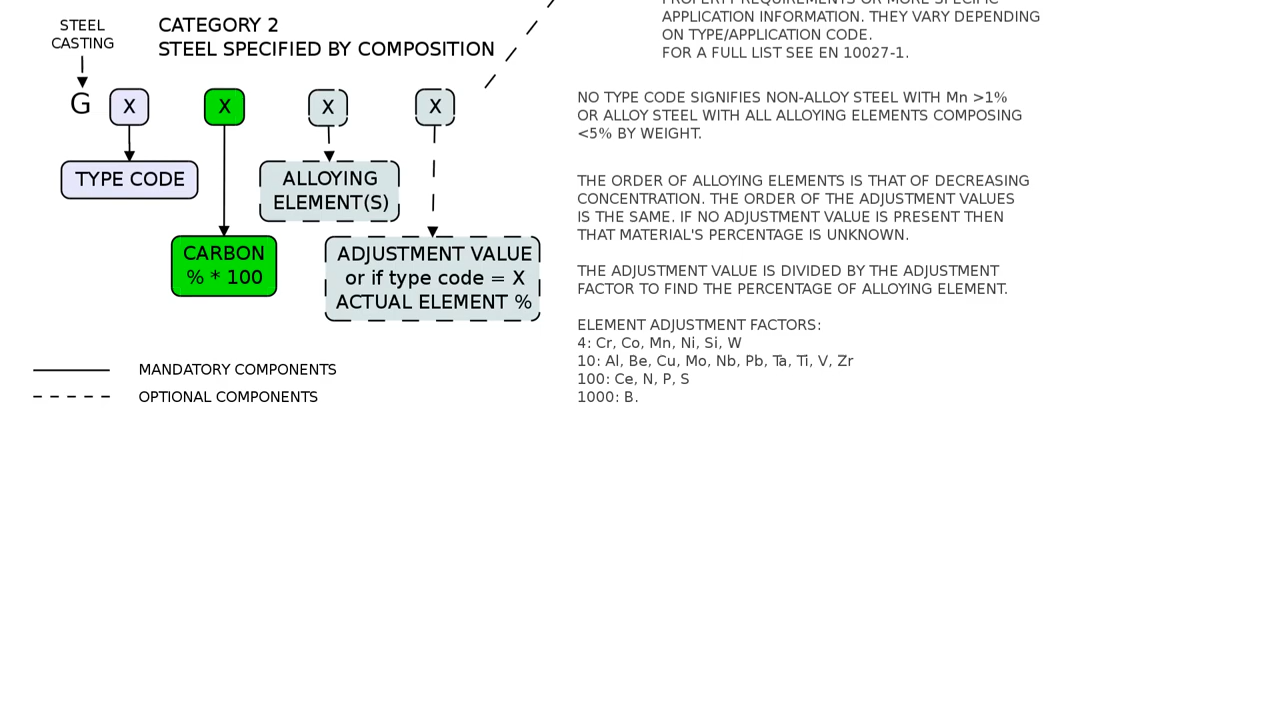 STEEL
CASTING
CATEGORY 2
STEEL SPECIFIED BY COMPOSITION
G X X X X
TYPE CODE
ALLOYING
ELEMENT(S)
CARBON
% * 100
ADJUSTMENT VALUE
or if type code = X
ACTUAL ELEMENT %
MANDATORY COMPONENTS
OPTIONAL COMPONENTS
PROPERTY REQUIREMENTS OR MORE SPECIFIC
APPLICATION INFORMATION. THEY VARY DEPENDING
ON TYPE/APPLICATION CODE.
FOR A FULL LIST SEE EN 10027-1.
NO TYPE CODE SIGNIFIES NON-ALLOY STEEL WITH Mn >1%
OR ALLOY STEEL WITH ALL ALLOYING ELEMENTS COMPOSING
<5% BY WEIGHT.
THE ORDER OF ALLOYING ELEMENTS IS THAT OF DECREASING
CONCENTRATION. THE ORDER OF THE ADJUSTMENT VALUES
IS THE SAME. IF NO ADJUSTMENT VALUE IS PRESENT THEN
THAT MATERIAL'S PERCENTAGE IS UNKNOWN.
THE ADJUSTMENT VALUE IS DIVIDED BY THE ADJUSTMENT
FACTOR TO FIND THE PERCENTAGE OF ALLOYING ELEMENT.
ELEMENT ADJUSTMENT FACTORS:
4: Cr, Co, Mn, Ni, Si, W
10: Al, Be, Cu, Mo, Nb, Pb, Ta, Ti, V, Zr
100: Ce, N, P, S
1000: B.